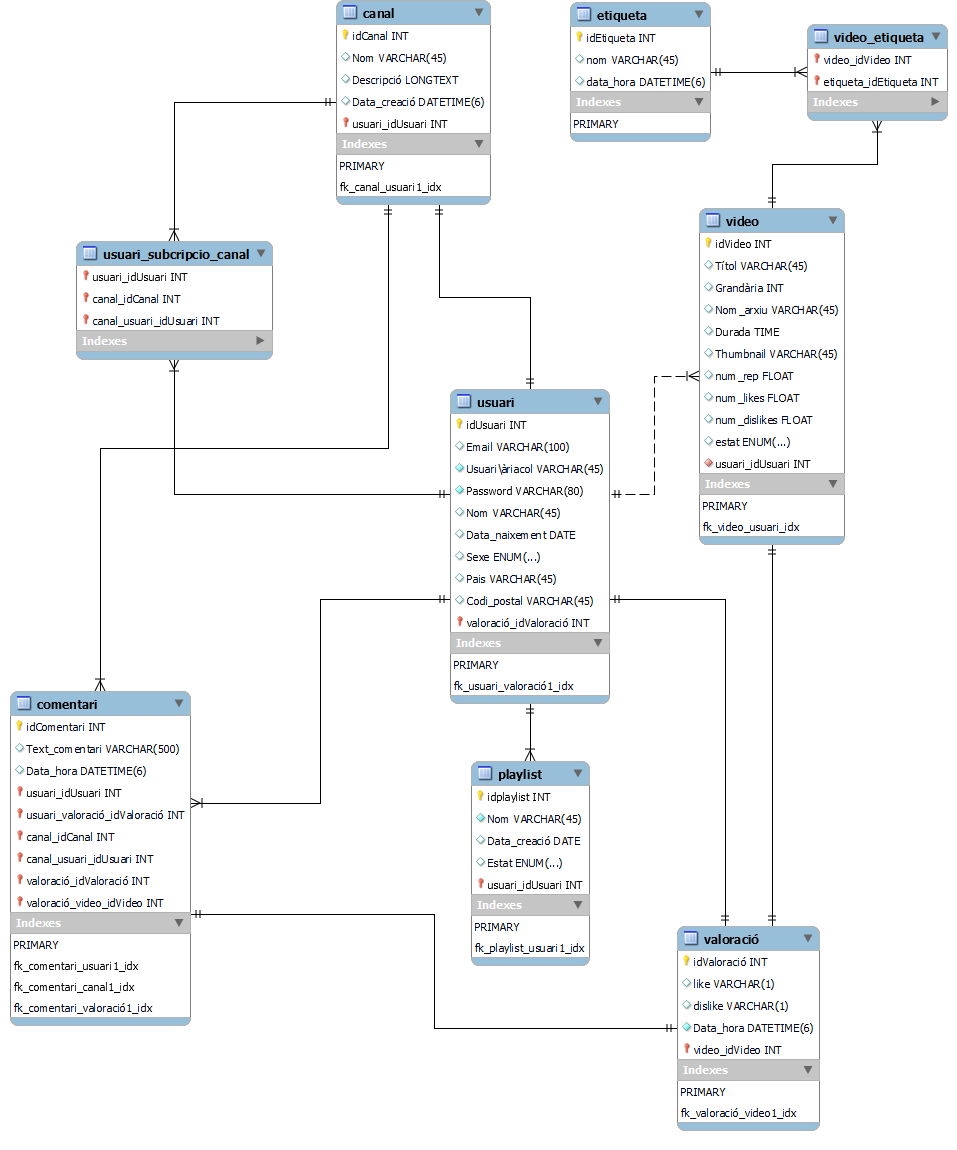 canal
idCanal INT
Nom VARCHAR(45)
Descripció LONGTEXT
Data_creació DATETIME(6)
usuari_idUsuari INT
Indexes
PRIMARY
fk_canal_usuari1_idx
etiqueta
idEtiqueta INT
nom VARCHAR(45)
data_hora DATETIME(6)
Indexes
PRIMARY
video_etiqueta
video_idVideo INT
etiqueta_idEtiqueta INT
Indexes
usuari_subcripcio_canal
usuari_idUsuari INT
canal_idCanal INT
canal_usuari_idUsuari INT
Indexes
video
idVideo INT
Títol VARCHAR(45)
Grandària INT
Nom_arxiu VARCHAR(45)
Durada TIME
Thumbnail VARCHAR(45)
num_rep FLOAT
num_likes FLOAT
num_dislikes FLOAT
estat ENUM(...)
usuari_idUsuari INT
Indexes
PRIMARY
fk_video_usuari_idx
usuari
idUsuari INT
Email VARCHAR(100)
Usuari\àriacol VARCHAR(45)
Password VARCHAR(80)
Nom VARCHAR(45)
Data_naixement DATE
Sexe ENUM(...)
Pais VARCHAR(45)
Codi_postal VARCHAR(45)
valoració_idValoració INT
Indexes
PRIMARY
fk_usuari_valoració1_idx
comentari
idComentari INT
Text_comentari VARCHAR(500)
Data_hora DATETIME(6)
usuari_idUsuari INT
usuari_valoració_idValoració INT
canal_idCanal INT
canal_usuari_idUsuari INT
valoració_idValoració INT
valoració_video_idVideo INT
Indexes
PRIMARY
fk_comentari_usuari1_idx
fk_comentari_canal1_idx
fk_comentari_valoració1_idx
playlist
idplaylist INT
Nom VARCHAR(45)
Data_creació DATE
Estat ENUM(...)
usuari_idUsuari INT
Indexes
PRIMARY
fk_playlist_usuari1_idx
valoració
idValoració INT
like VARCHAR(1)
dislike VARCHAR(1)
Data_hora DATETIME(6)
video_idVideo INT
Indexes
PRIMARY
fk_valoració_video1_idx